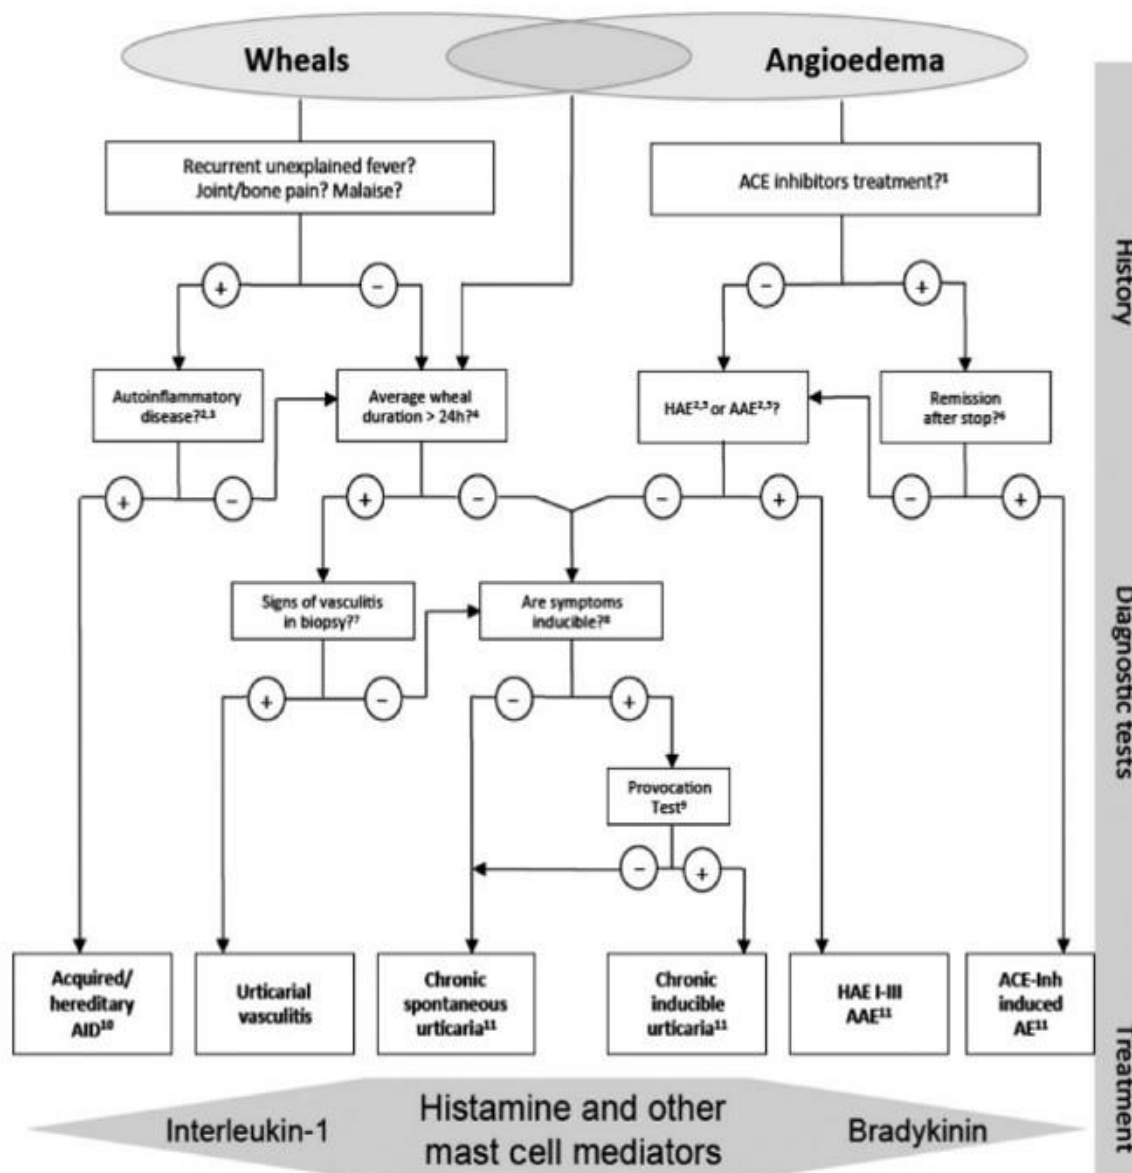 Wheals
Angioedema
Recurrent unexplained fever?
Joint/bone pain? Malaise?
ACE inhibitors treatment?¹
History
+
−
−
+
Autoinflammatory
disease?²,³
Average wheal
duration > 24h?⁴
HAE²,⁵ or AAE²,⁵?
Remission
after stop?⁶
+
−
+
−
−
+
−
+
Signs of vasculitis
in biopsy?⁷
Are symptoms
inducible?⁸
Diagnostic tests
+
−
−
+
Provocation
Test⁹
−
+
Acquired/
hereditary
AID¹⁰
Urticarial
vasculitis
Chronic
spontaneous
urticaria¹¹
Chronic
inducible
urticaria¹¹
HAE I-III
AAE¹¹
ACE-Inh
induced
AE¹¹
Treatment
Interleukin-1
Histamine and other
mast cell mediators
Bradykinin